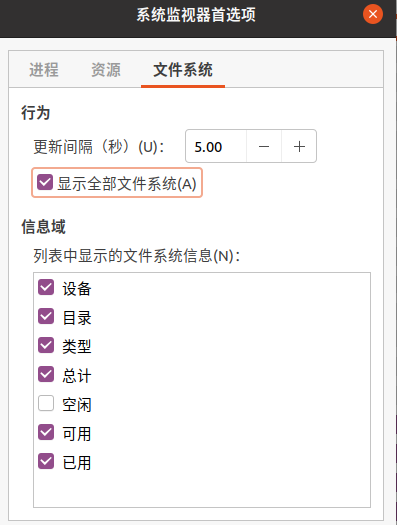 系统监视器首选项
进程 资源 文件系统
行为
更新间隔（秒）(U)： 5.00
显示全部文件系统(A)
信息域
列表中显示的文件系统信息(N)：
设备
目录
类型
总计
空闲
可用
已用